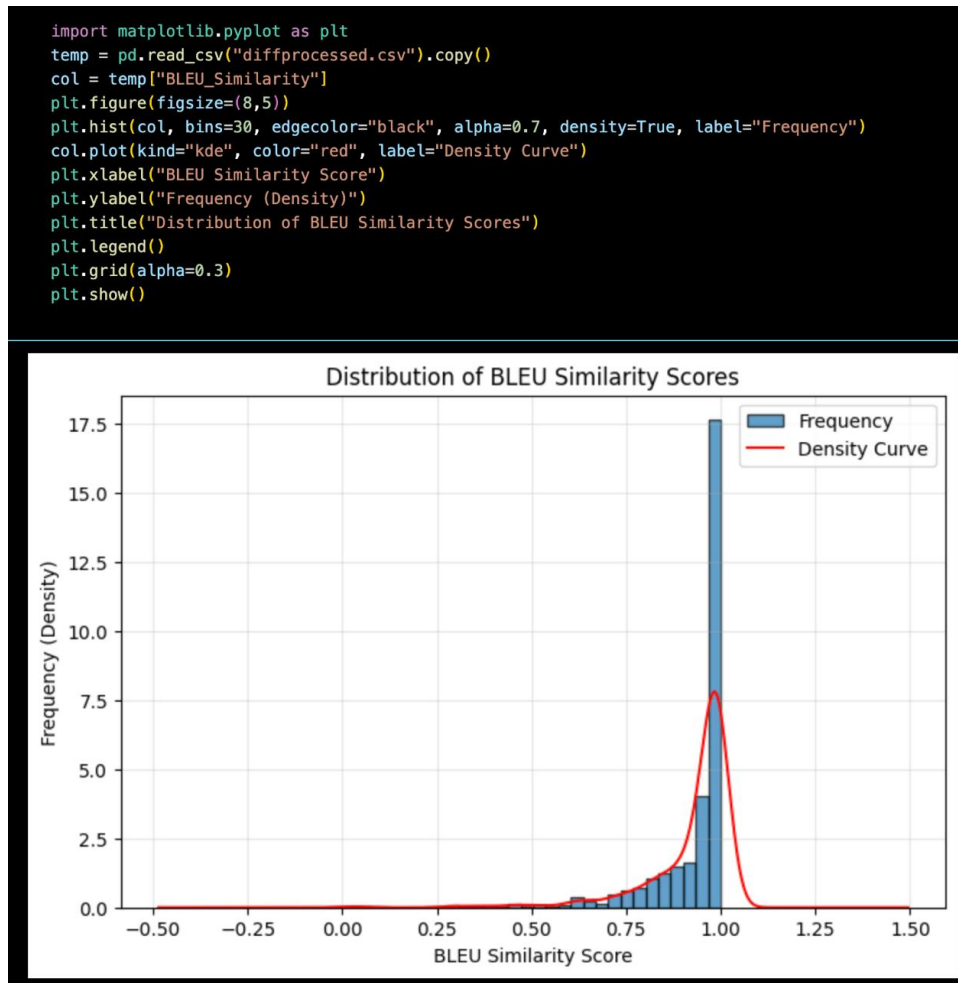 import matplotlib.pyplot as plt
temp = pd.read_csv("diffprocessed.csv").copy()
col = temp["BLEU_Similarity"]
plt.figure(figsize=(8,5))
plt.hist(col, bins=30, edgecolor="black", alpha=0.7, density=True, label="Frequency")
col.plot(kind="kde", color="red", label="Density Curve")
plt.xlabel("BLEU Similarity Score")
plt.ylabel("Frequency (Density)")
plt.title("Distribution of BLEU Similarity Scores")
plt.legend()
plt.grid(alpha=0.3)
plt.show()
Distribution of BLEU Similarity Scores
Frequency
Density Curve
17.5
15.0
12.5
10.0
7.5
5.0
2.5
0.0
Frequency (Density)
−0.50 −0.25 0.00 0.25 0.50 0.75 1.00 1.25 1.50
BLEU Similarity Score